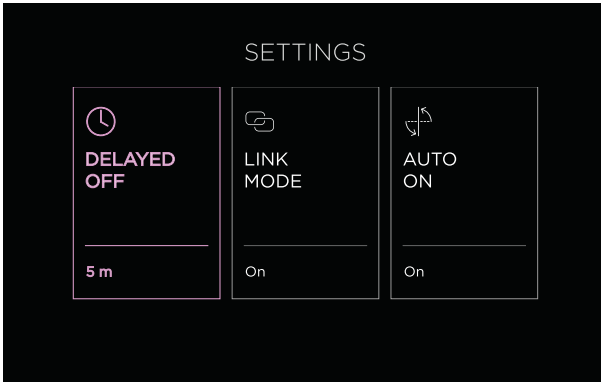 SETTINGS
DELAYED
OFF
5 m
LINK
MODE
On
AUTO
ON
On